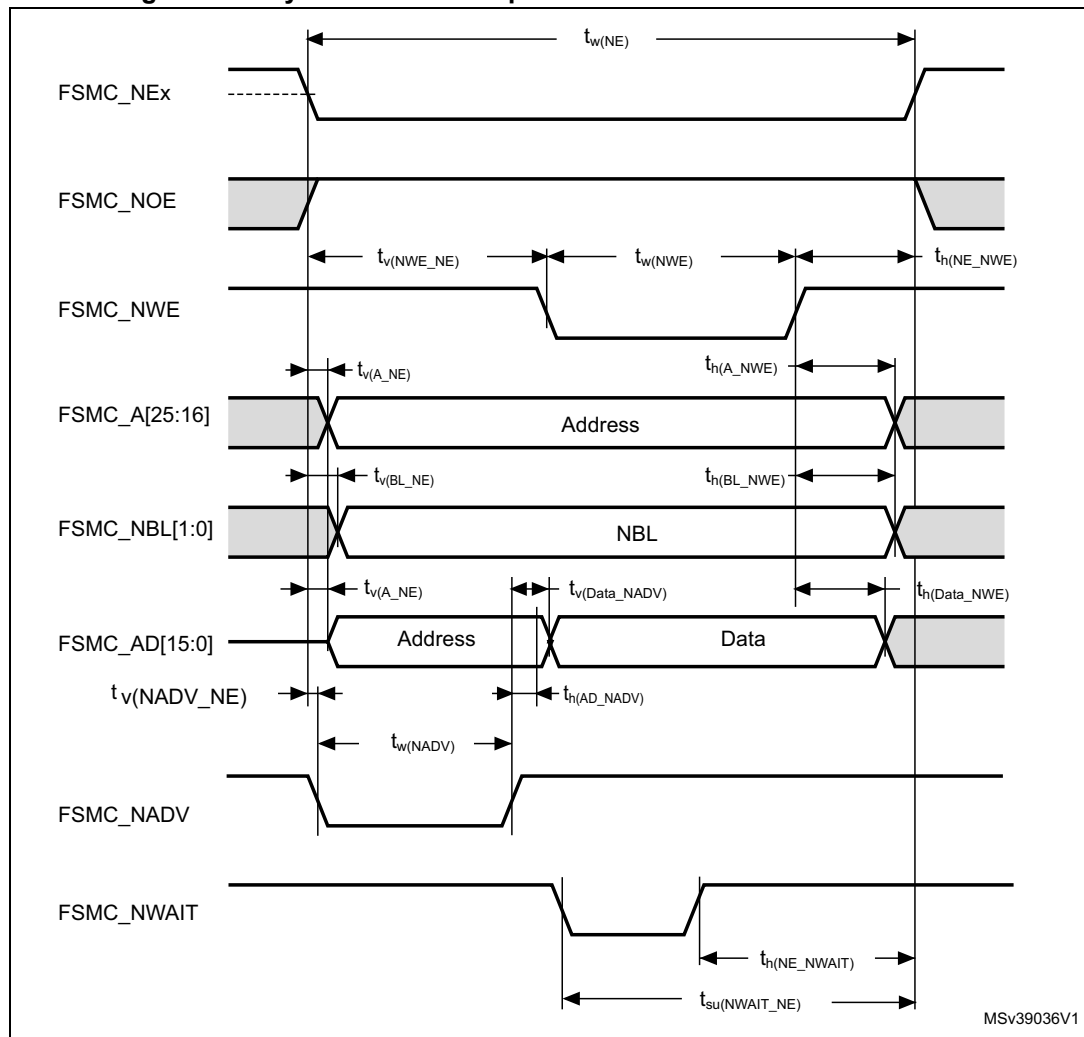 tw(NE)
FSMC_NEx
FSMC_NOE
tv(NWE_NE) tw(NWE) th(NE_NWE)
FSMC_NWE
tv(A_NE) th(A_NWE)
FSMC_A[25:16] Address
tv(BL_NE) th(BL_NWE)
FSMC_NBL[1:0] NBL
tv(A_NE) tv(Data_NADV) th(Data_NWE)
FSMC_AD[15:0] Address Data
tv(NADV_NE) th(AD_NADV)
tw(NADV)
FSMC_NADV
FSMC_NWAIT
th(NE_NWAIT)
tsu(NWAIT_NE)
MSv39036V1